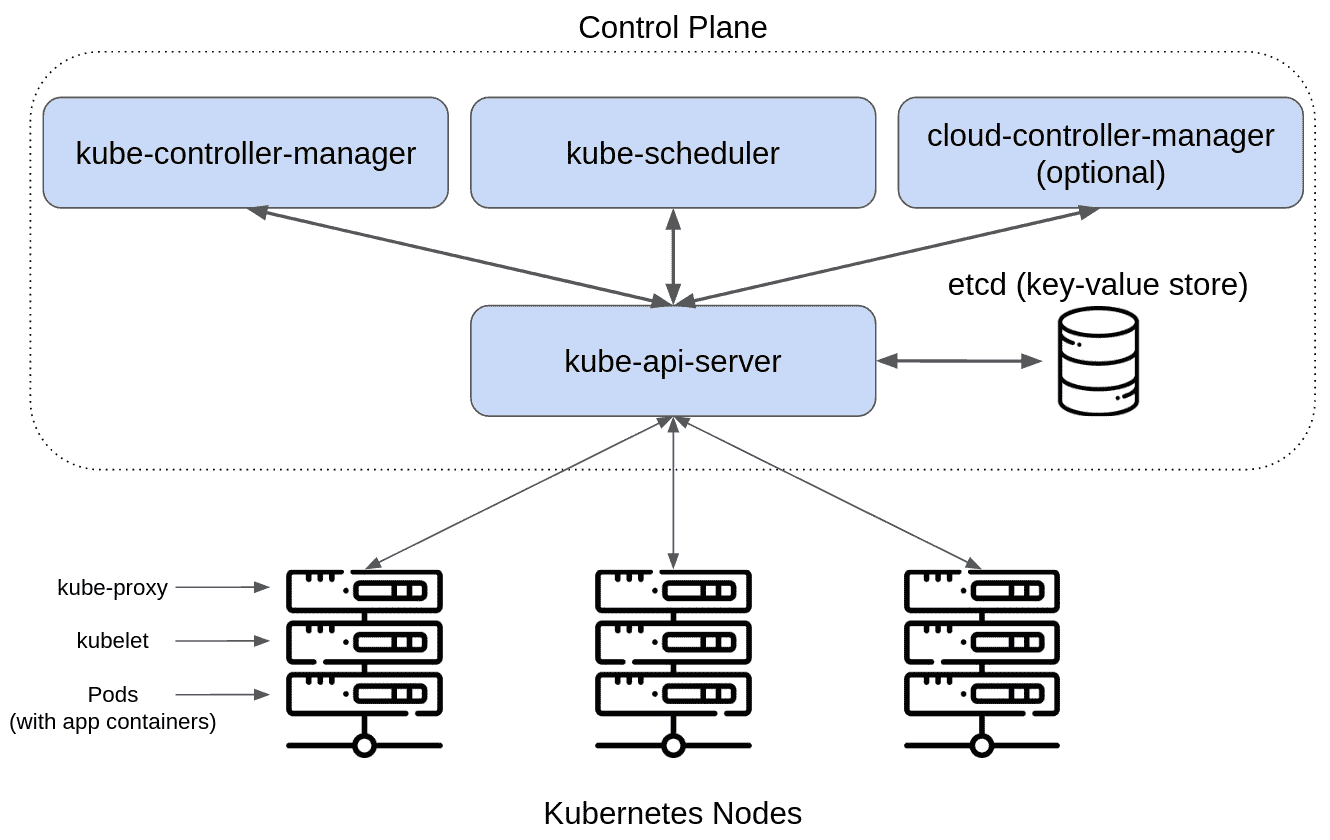 Control Plane
kube-controller-manager
kube-scheduler
cloud-controller-manager
(optional)
etcd (key-value store)
kube-api-server
kube-proxy
kubelet
Pods
(with app containers)
Kubernetes Nodes